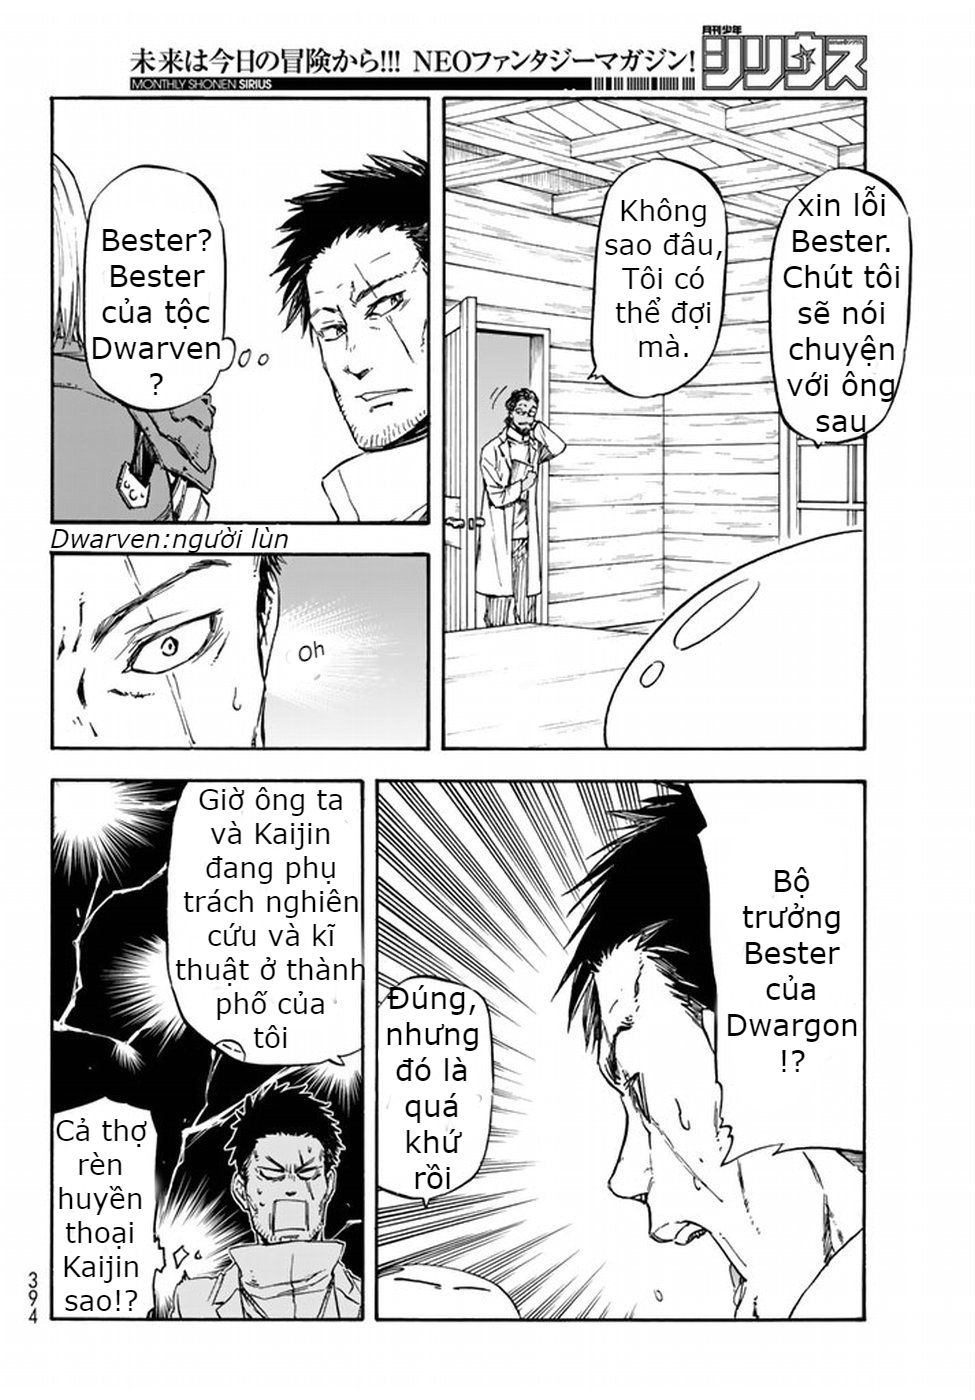 未来は今日の冒険から!!! NEOファンタジーマガジン!
月刊少年
シリウス
MONTHLY SHONEN SIRIUS
xin lỗi
Bester.
Chút tôi
sẽ nói
chuyện
với ông
sau
Không
sao đâu,
Tôi có
thể đợi
mà.
Bester?
Bester
của tộc
Dwarven
?
Dwarven:người lùn
Oh
Bộ
trưởng
Bester
của
Dwargon
!?
Đúng,
nhưng
đó là
quá
khứ
rồi
Giờ ông ta
và Kaijin
đang phụ
trách nghiên
cứu và kĩ
thuật ở thành
phố của
tôi
Cả thợ
rèn
huyền
thoại
Kaijin
sao!?
394